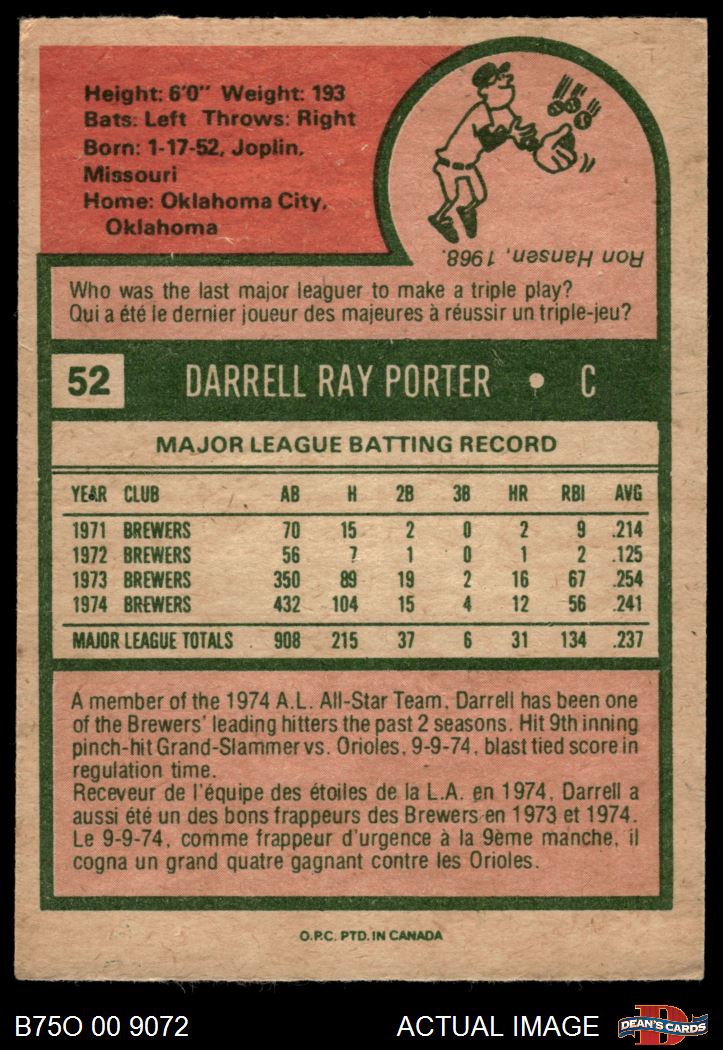 Height: 6'0" Weight: 193
Bats: Left Throws: Right
Born: 1-17-52, Joplin,
Missouri
Home: Oklahoma City,
Oklahoma
Ron Hansen, 1968.
Who was the last major leaguer to make a triple play?
Qui a été le dernier joueur des majeures à réussir un triple-jeu?
52 DARRELL RAY PORTER • C
MAJOR LEAGUE BATTING RECORD
YEAR CLUB AB H 2B 3B HR RBI AVG
1971 BREWERS 70 15 2 0 2 9 .214
1972 BREWERS 56 7 1 0 1 2 .125
1973 BREWERS 350 89 19 2 16 67 .254
1974 BREWERS 432 104 15 4 12 56 .241
MAJOR LEAGUE TOTALS 908 215 37 6 31 134 .237
A member of the 1974 A.L. All-Star Team, Darrell has been one
of the Brewers' leading hitters the past 2 seasons. Hit 9th inning
pinch-hit Grand-Slammer vs. Orioles, 9-9-74, blast tied score in
regulation time.
Receveur de l'équipe des étoiles de la L.A. en 1974, Darrell a
aussi été un des bons frappeurs des Brewers en 1973 et 1974.
Le 9-9-74, comme frappeur d'urgence à la 9ème manche, il
cogna un grand quatre gagnant contre les Orioles.
O.P.C. PTD. IN CANADA
B75O 00 9072 ACTUAL IMAGE
D
DEAN'S CARDS